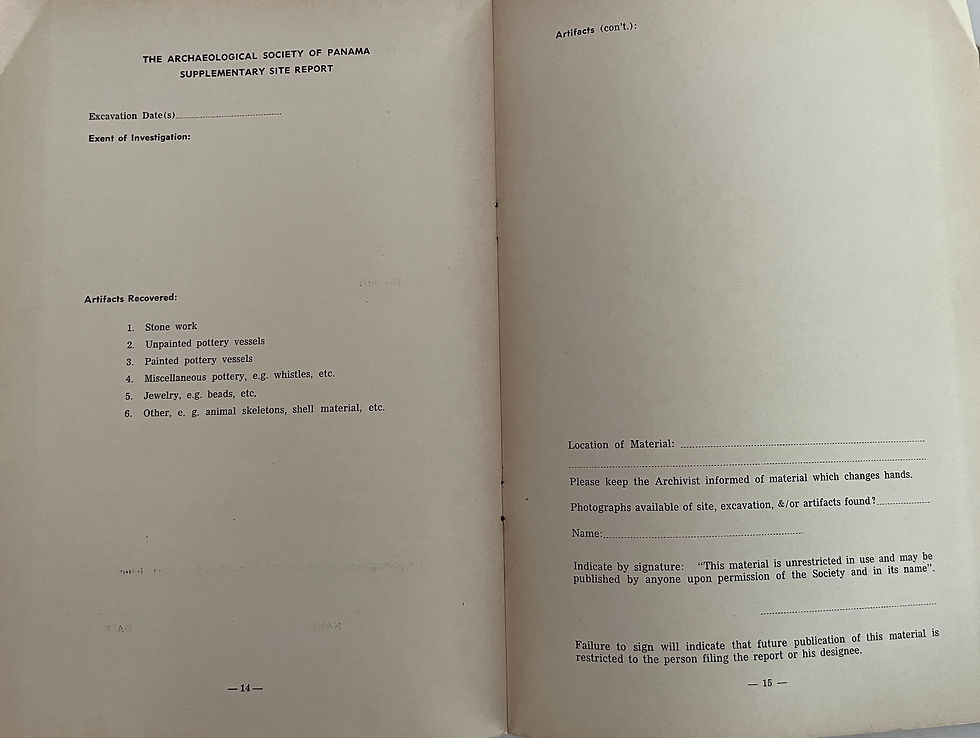 THE ARCHAEOLOGICAL SOCIETY OF PANAMA
SUPPLEMENTARY SITE REPORT
Excavation Date(s)
Exent of Investigation:
Artifacts Recovered:
1. Stone work
2. Unpainted pottery vessels
3. Painted pottery vessels
4. Miscellaneous pottery, e.g. whistles, etc.
5. Jewelry, e.g. beads, etc.
6. Other, e. g. animal skeletons, shell material, etc.
— 14 —
Artifacts (con't.):
Location of Material:
Please keep the Archivist informed of material which changes hands.
Photographs available of site, excavation, &/or artifacts found?
Name:
Indicate by signature: "This material is unrestricted in use and may be
published by anyone upon permission of the Society and in its name".
Failure to sign will indicate that future publication of this material is
restricted to the person filing the report or his designee.
— 15 —